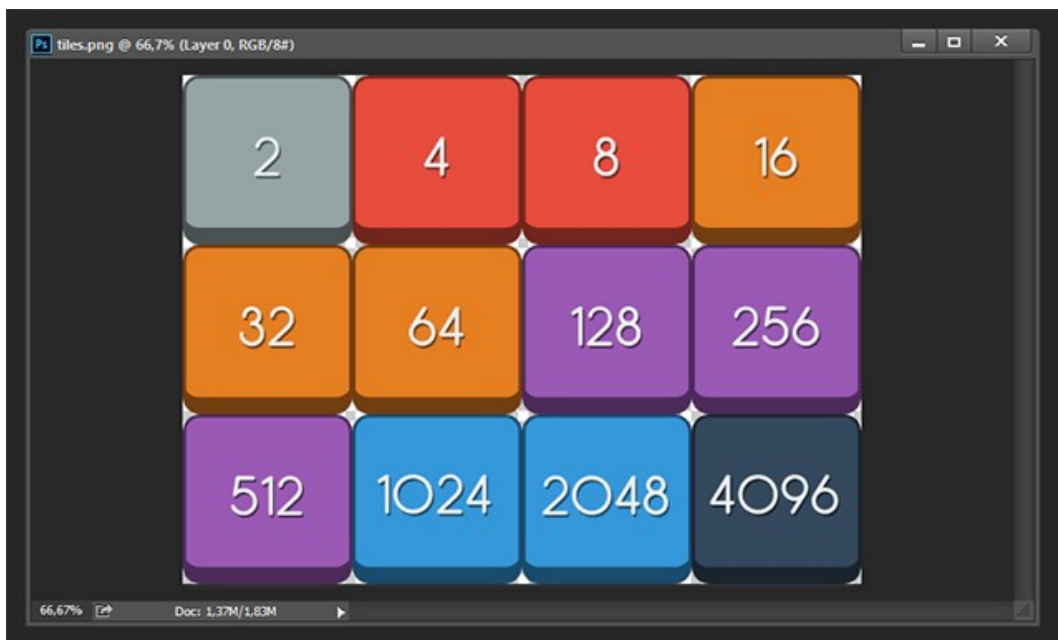 Ps tiles.png @ 66,7% (Layer 0, RGB/8#)
2 4 8 16
32 64 128 256
512 1024 2048 4096
66,67% Doc: 1,37M/1,83M